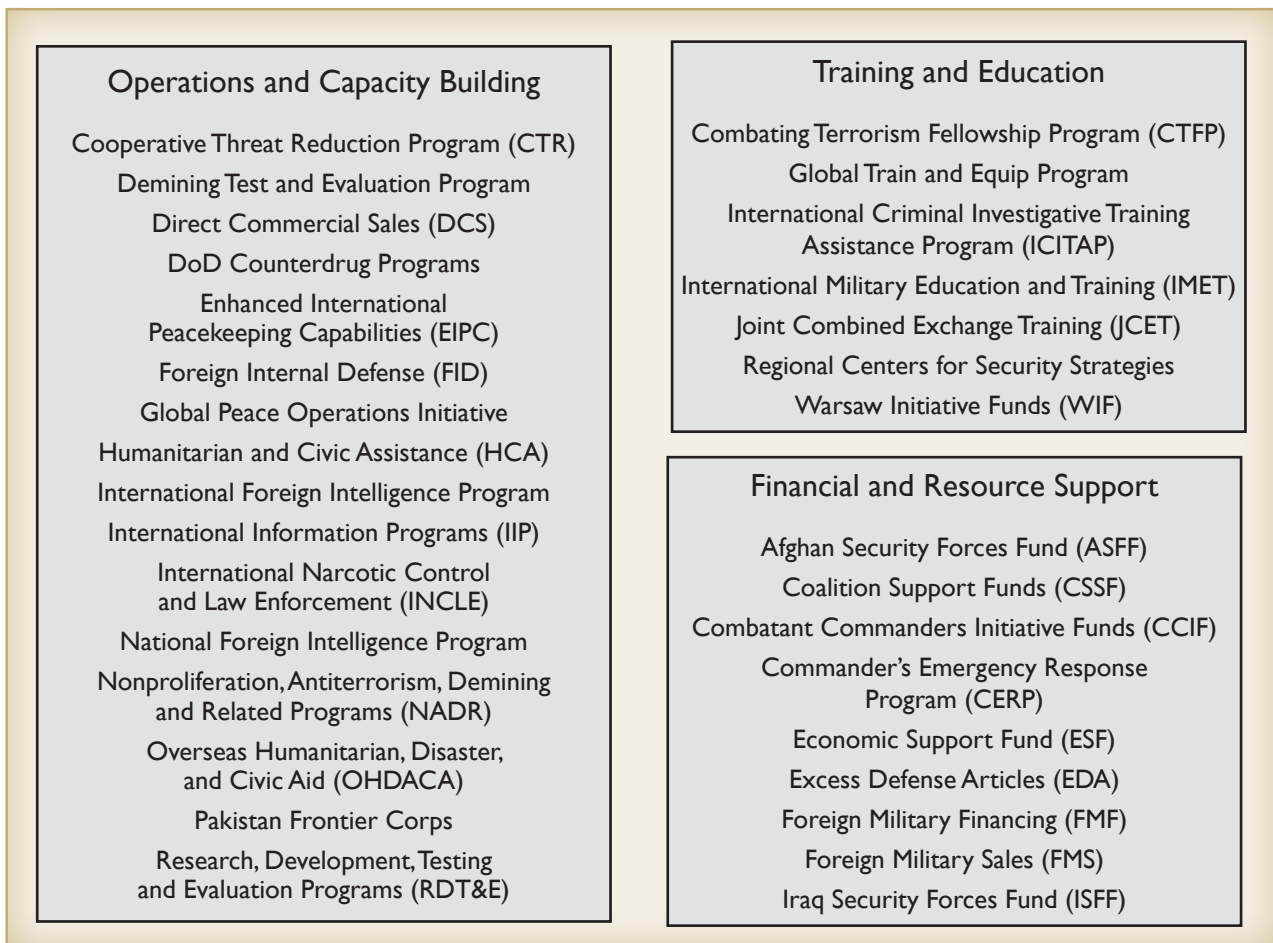 Operations and Capacity Building
Cooperative Threat Reduction Program (CTR)
Demining Test and Evaluation Program
Direct Commercial Sales (DCS)
DoD Counterdrug Programs
Enhanced International
Peacekeeping Capabilities (EIPC)
Foreign Internal Defense (FID)
Global Peace Operations Initiative
Humanitarian and Civic Assistance (HCA)
International Foreign Intelligence Program
International Information Programs (IIP)
International Narcotic Control
and Law Enforcement (INCLE)
National Foreign Intelligence Program
Nonproliferation, Antiterrorism, Demining
and Related Programs (NADR)
Overseas Humanitarian, Disaster,
and Civic Aid (OHDACA)
Pakistan Frontier Corps
Research, Development, Testing
and Evaluation Programs (RDT&E)
Training and Education
Combating Terrorism Fellowship Program (CTFP)
Global Train and Equip Program
International Criminal Investigative Training
Assistance Program (ICITAP)
International Military Education and Training (IMET)
Joint Combined Exchange Training (JCET)
Regional Centers for Security Strategies
Warsaw Initiative Funds (WIF)
Financial and Resource Support
Afghan Security Forces Fund (ASFF)
Coalition Support Funds (CSSF)
Combatant Commanders Initiative Funds (CCIF)
Commander's Emergency Response
Program (CERP)
Economic Support Fund (ESF)
Excess Defense Articles (EDA)
Foreign Military Financing (FMF)
Foreign Military Sales (FMS)
Iraq Security Forces Fund (ISFF)